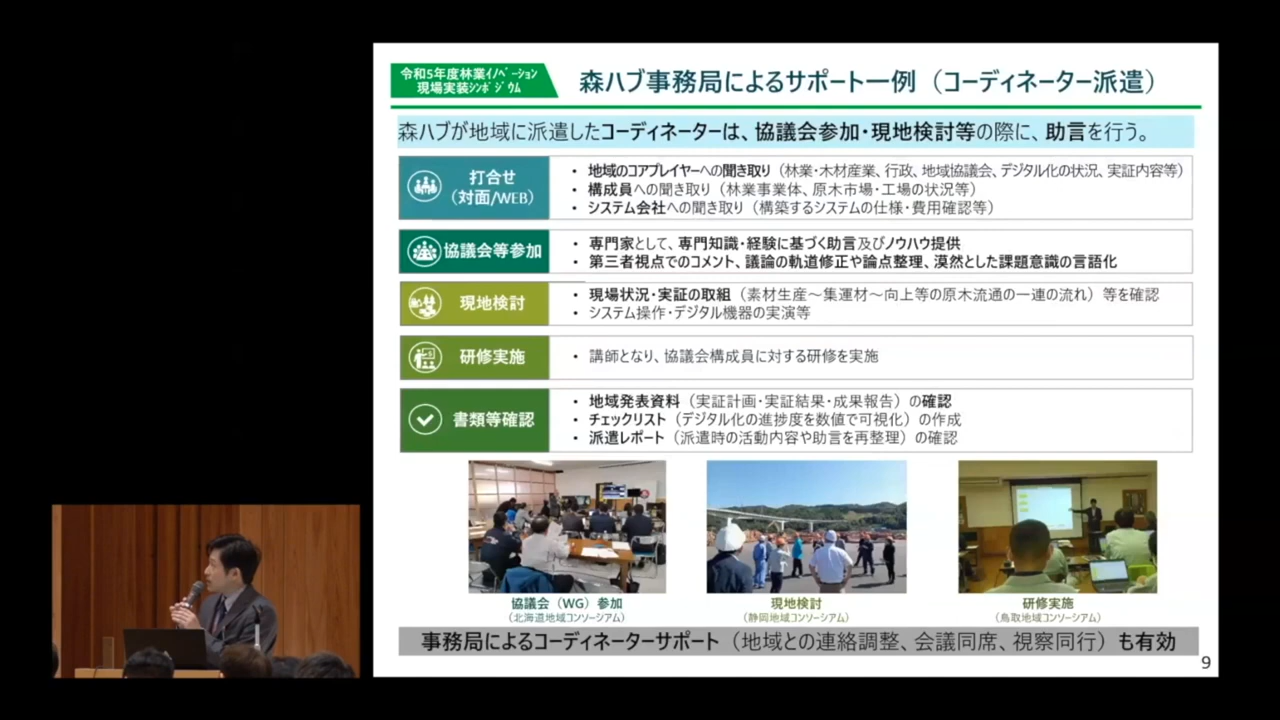 令和5年度林業ｲﾉﾍﾞｰｼｮﾝ
現場実装ｼﾝﾎﾟｼﾞｳﾑ
森ハブ事務局によるサポート一例（コーディネーター派遣）
森ハブが地域に派遣したコーディネーターは、協議会参加・現地検討等の際に、助言を行う。
打合せ
（対面/WEB）
・ 地域のコアプレイヤーへの聞き取り（林業・木材産業、行政、地域協議会、デジタル化の状況、実証内容等）
・ 構成員への聞き取り（林業事業体、原木市場・工場の状況等）
・ システム会社への聞き取り（構築するシステムの仕様・費用確認等）
協議会等参加
・ 専門家として、専門知識・経験に基づく助言及びノウハウ提供
・ 第三者視点でのコメント、議論の軌道修正や論点整理、漠然とした課題意識の言語化
現地検討
・ 現場状況・実証の取組（素材生産～集運材～向上等の原木流通の一連の流れ）等を確認
・ システム操作・デジタル機器の実演等
研修実施
・ 講師となり、協議会構成員に対する研修を実施
書類等確認
・ 地域発表資料（実証計画・実証結果・成果報告）の確認
・ チェックリスト（デジタル化の進捗度を数値で可視化）の作成
・ 派遣レポート（派遣時の活動内容や助言を再整理）の確認
協議会（WG）参加
（北海道地域コンソーシアム）
現地検討
（静岡地域コンソーシアム）
研修実施
（鳥取地域コンソーシアム）
事務局によるコーディネーターサポート（地域との連絡調整、会議同席、視察同行）も有効
9